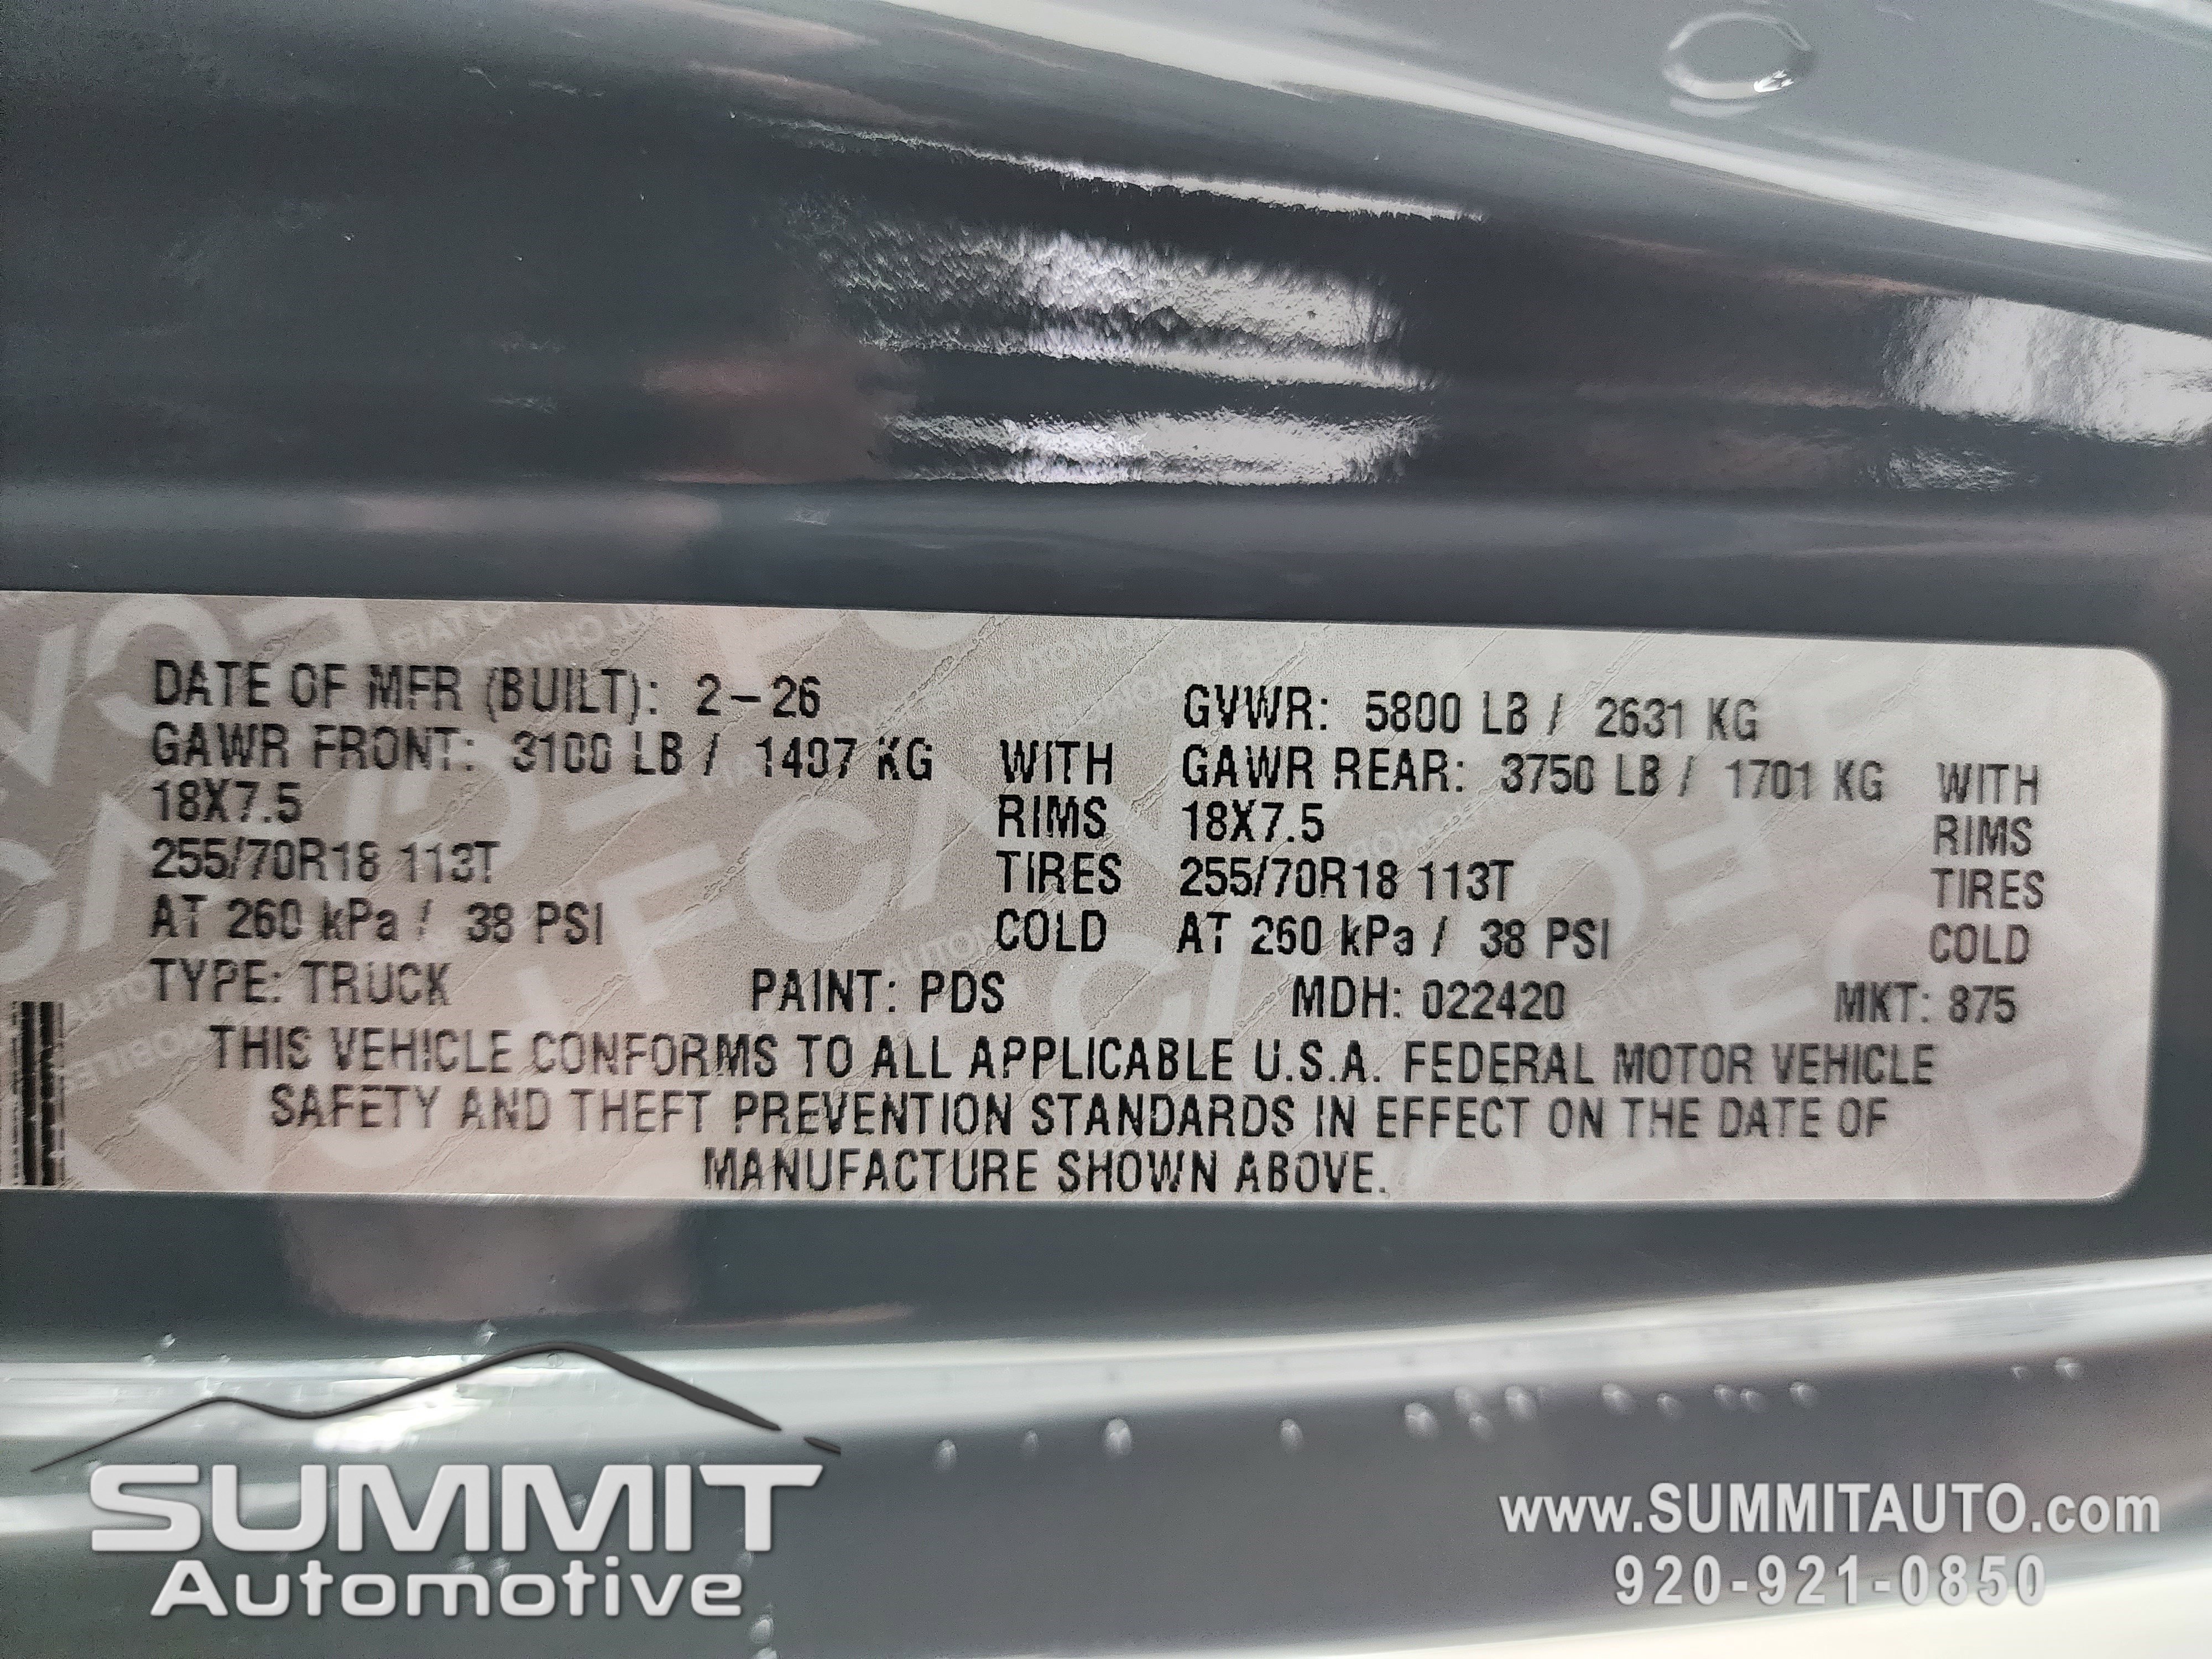 DATE OF MFR (BUILT): 2-26 GVWR: 5800 LB / 2631 KG
GAWR FRONT: 3100 LB / 1407 KG WITH GAWR REAR: 3750 LB / 1701 KG WITH
18X7.5 RIMS 18X7.5 RIMS
255/70R18 113T TIRES 255/70R18 113T TIRES
AT 260 kPa / 38 PSI COLD AT 260 kPa / 38 PSI COLD
TYPE: TRUCK PAINT: PDS MDH: 022420 MKT: 875
THIS VEHICLE CONFORMS TO ALL APPLICABLE U.S.A. FEDERAL MOTOR VEHICLE
SAFETY AND THEFT PREVENTION STANDARDS IN EFFECT ON THE DATE OF
MANUFACTURE SHOWN ABOVE.
SUMMIT
Automotive
www.SUMMITAUTO.com
920-921-0850